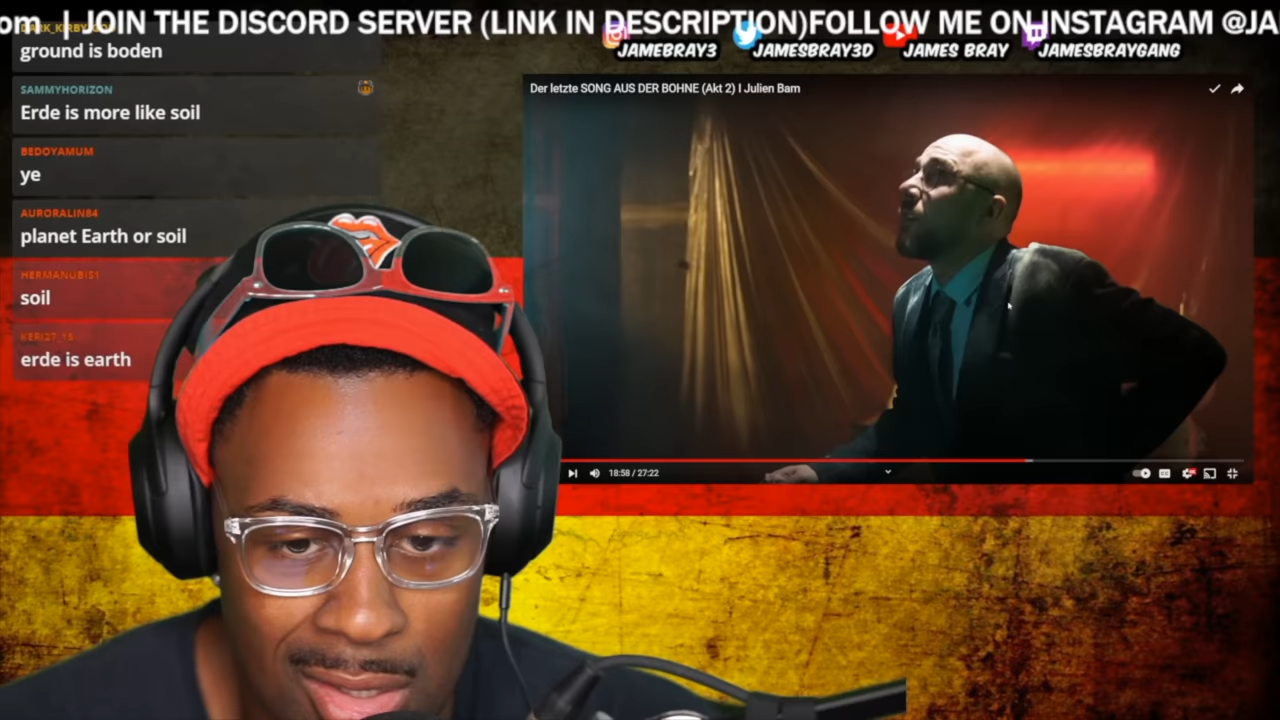 om I JOIN THE DISCORD SERVER (LINK IN DESCRIPTION)FOLLOW ME ON INSTAGRAM @JA
JAMEBRAY3
JAMESBRAY3D
JAMES BRAY
JAMESBRAYGANG
ground is boden
SAMMYHORIZON
Erde is more like soil
BEDOYAMUM
ye
AURORALIN84
planet Earth or soil
HERMANUBIS1
soil
erde is earth
Der letzte SONG AUS DER BOHNE (Akt 2) I Julien Bam
18:58 / 27:22